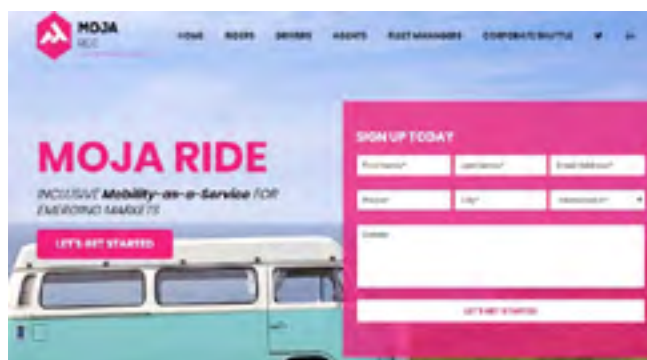 MOJA
RIDE
HOME RIDERS DRIVERS AGENTS FLEET MANAGERS CORPORATE SHUTTLE
MOJA RIDE
INCLUSIVE Mobility-as-a-Service FOR
EMERGING MARKETS
LET'S GET STARTED
SIGN UP TODAY
First Name* Last Name* Email Address*
Phone* City*
LET'S GET STARTED